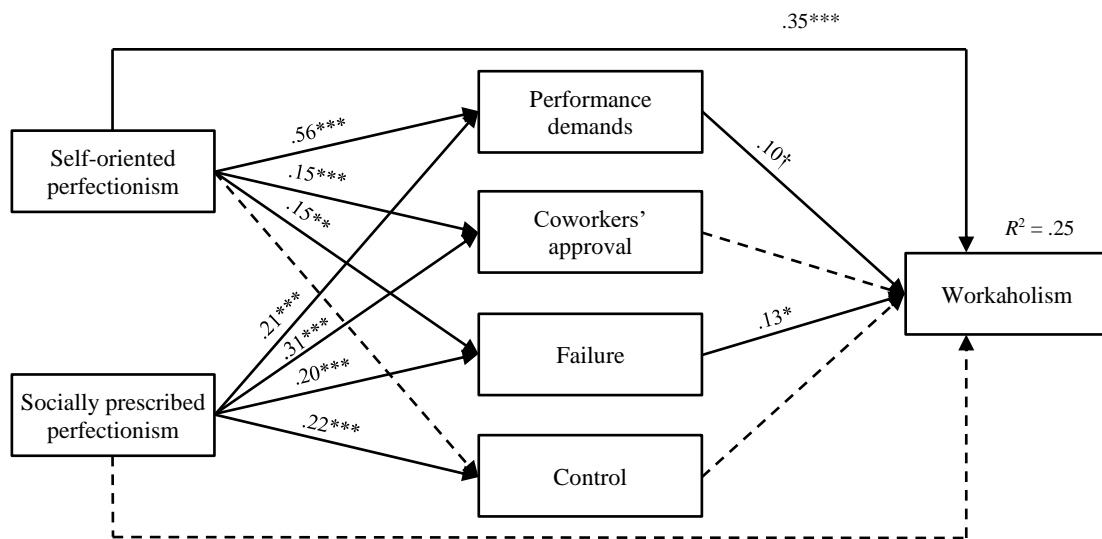 .35***
Performance
demands
Self-oriented
perfectionism
.56***
.15***
.15**
.10†
Coworkers’
approval
R² = .25
Workaholism
.21***
.31***
.20***
.22***
.13*
Failure
Socially prescribed
perfectionism
Control